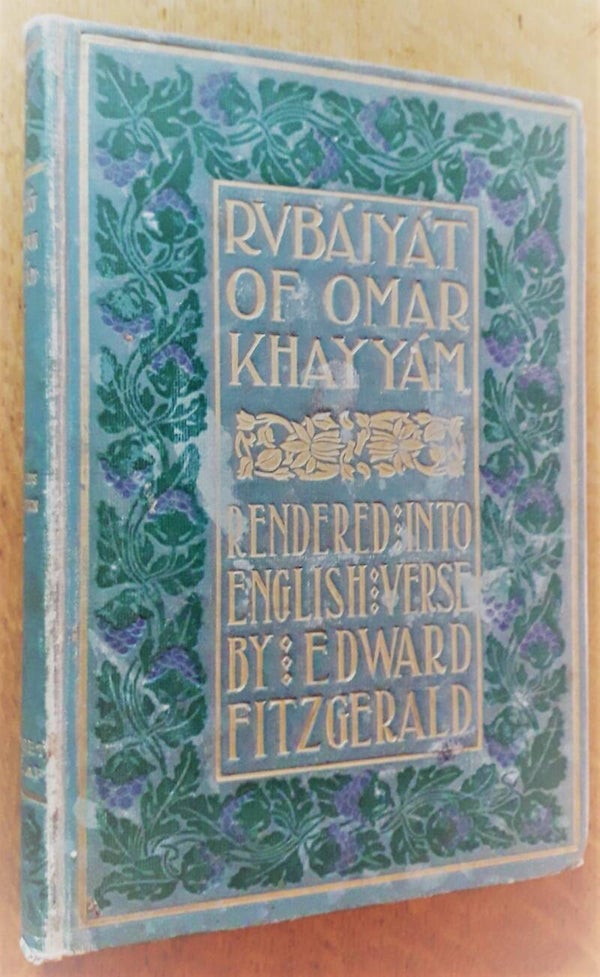 RVBÁIYÁT
OF OMAR
KHAYYÁM
RENDERED INTO
ENGLISH VERSE
BY EDWARD
FITZGERALD